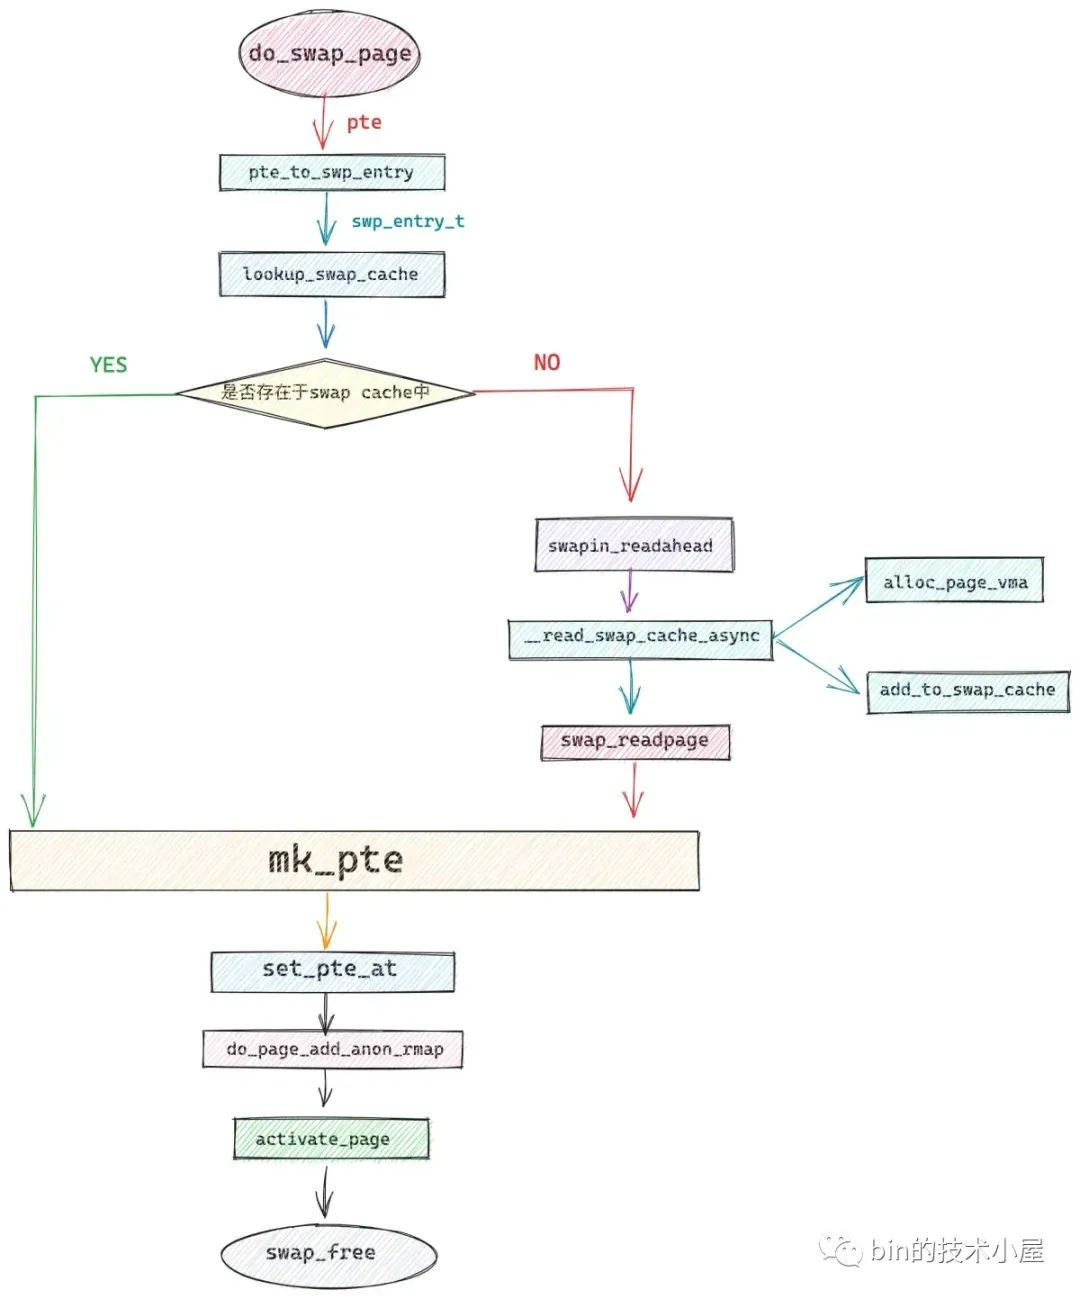 do_swap_page
pte
pte_to_swp_entry
swp_entry_t
lookup_swap_cache
YES
NO
是否存在于swap cache中
swapin_readahead
alloc_page_vma
__read_swap_cache_async
add_to_swap_cache
swap_readpage
mk_pte
set_pte_at
do_page_add_anon_rmap
activate_page
swap_free
bin的技术小屋